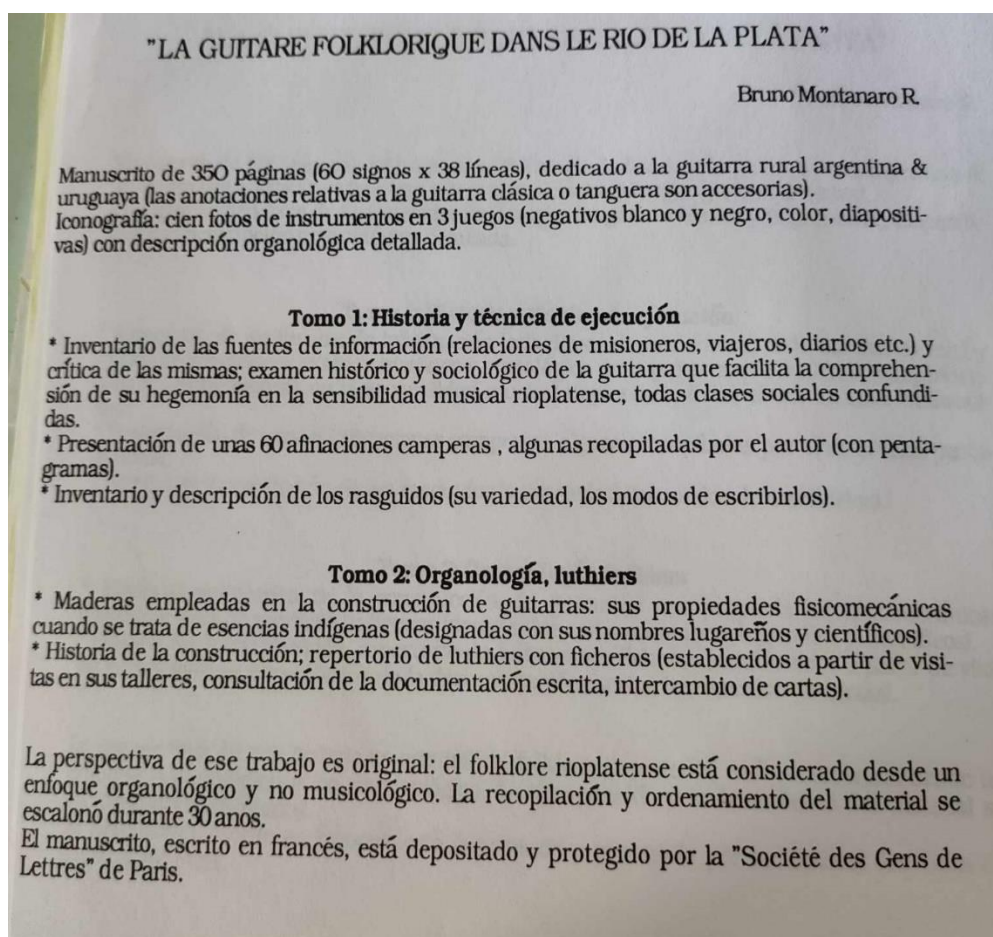 "LA GUITARE FOLKLORIQUE DANS LE RIO DE LA PLATA"
Bruno Montanaro R.
Manuscrito de 350 páginas (60 signos x 38 líneas), dedicado a la guitarra rural argentina &
uruguaya (las anotaciones relativas a la guitarra clásica o tanguera son accesorias).
Iconografía: cien fotos de instrumentos en 3 juegos (negativos blanco y negro, color, diapositi-
vas) con descripción organológica detallada.
Tomo 1: Historia y técnica de ejecución
* Inventario de las fuentes de información (relaciones de misioneros, viajeros, diarios etc.) y
crítica de las mismas; examen histórico y sociológico de la guitarra que facilita la comprehen-
sión de su hegemonía en la sensibilidad musical rioplatense, todas clases sociales confundi-
das.
* Presentación de unas 60 afinaciones camperas , algunas recopiladas por el autor (con penta-
gramas).
* Inventario y descripción de los rasguidos (su variedad, los modos de escribirlos).
Tomo 2: Organología, luthiers
* Maderas empleadas en la construcción de guitarras: sus propiedades fisicomecánicas
cuando se trata de esencias indígenas (designadas con sus nombres lugareños y científicos).
* Historia de la construcción; repertorio de luthiers con ficheros (establecidos a partir de visi-
tas en sus talleres, consultación de la documentación escrita, intercambio de cartas).
La perspectiva de ese trabajo es original: el folklore rioplatense está considerado desde un
enfoque organológico y no musicológico. La recopilación y ordenamiento del material se
escalonó durante 30 anos.
El manuscrito, escrito en francés, está depositado y protegido por la "Société des Gens de
Lettres" de Paris.